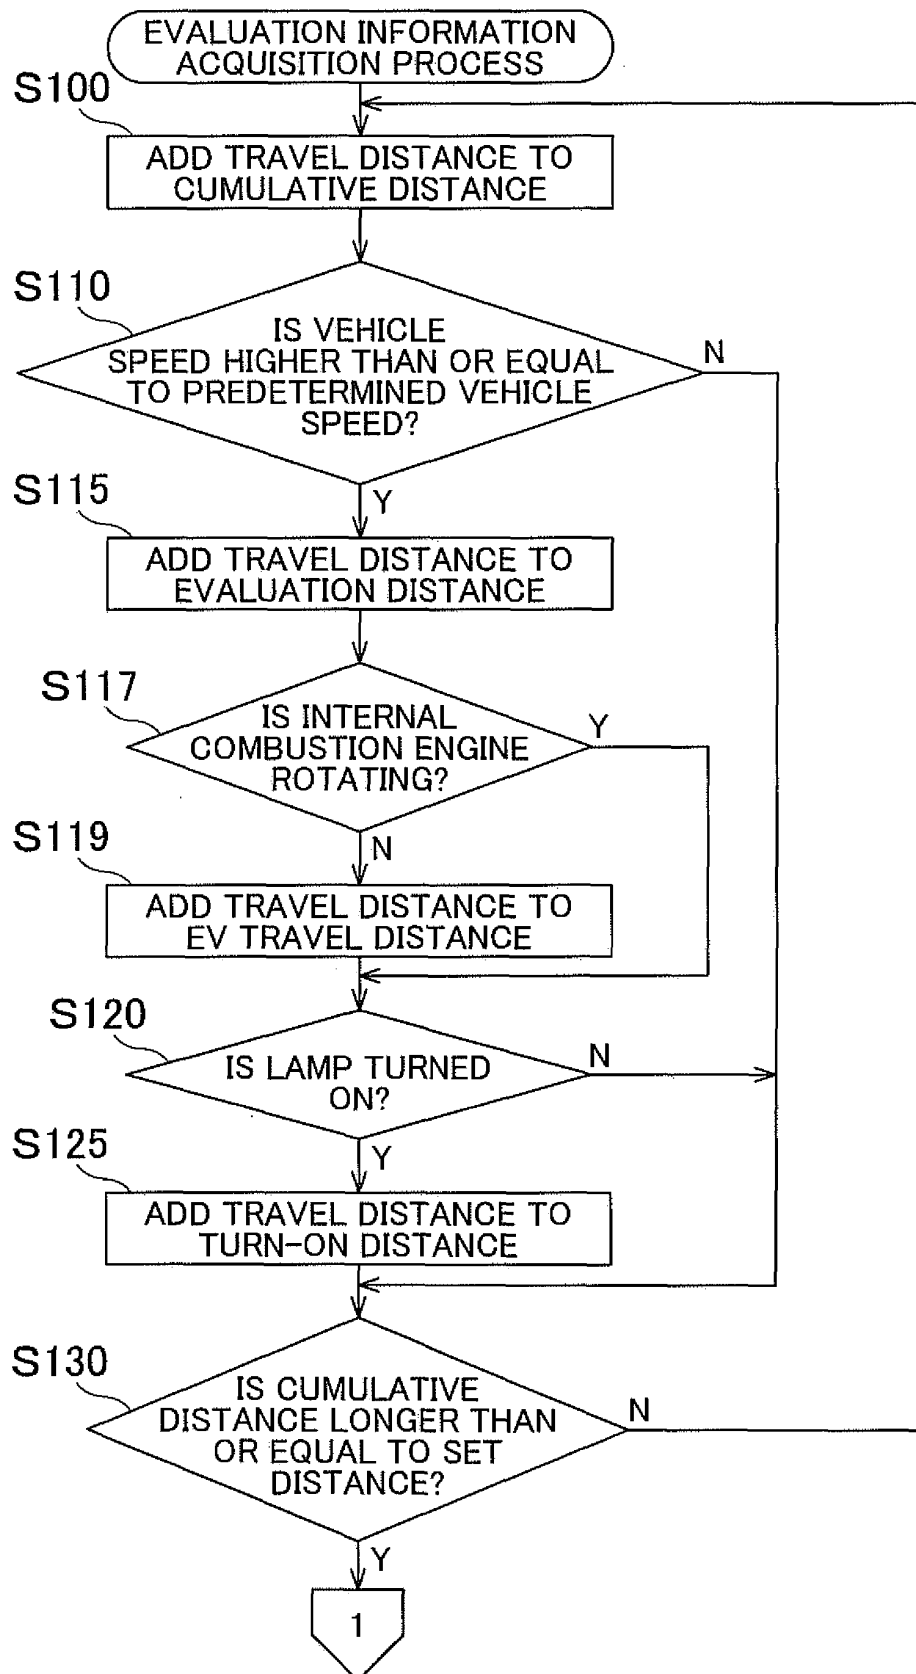 EVALUATION INFORMATION
ACQUISITION PROCESS
S100
ADD TRAVEL DISTANCE TO
CUMULATIVE DISTANCE
S110
IS VEHICLE
SPEED HIGHER THAN OR EQUAL
TO PREDETERMINED VEHICLE
SPEED?
N
Y
S115
ADD TRAVEL DISTANCE TO
EVALUATION DISTANCE
S117
IS INTERNAL
COMBUSTION ENGINE
ROTATING?
Y
N
S119
ADD TRAVEL DISTANCE TO
EV TRAVEL DISTANCE
S120
IS LAMP TURNED
ON?
N
Y
S125
ADD TRAVEL DISTANCE TO
TURN-ON DISTANCE
S130
IS CUMULATIVE
DISTANCE LONGER THAN
OR EQUAL TO SET
DISTANCE?
N
Y
1